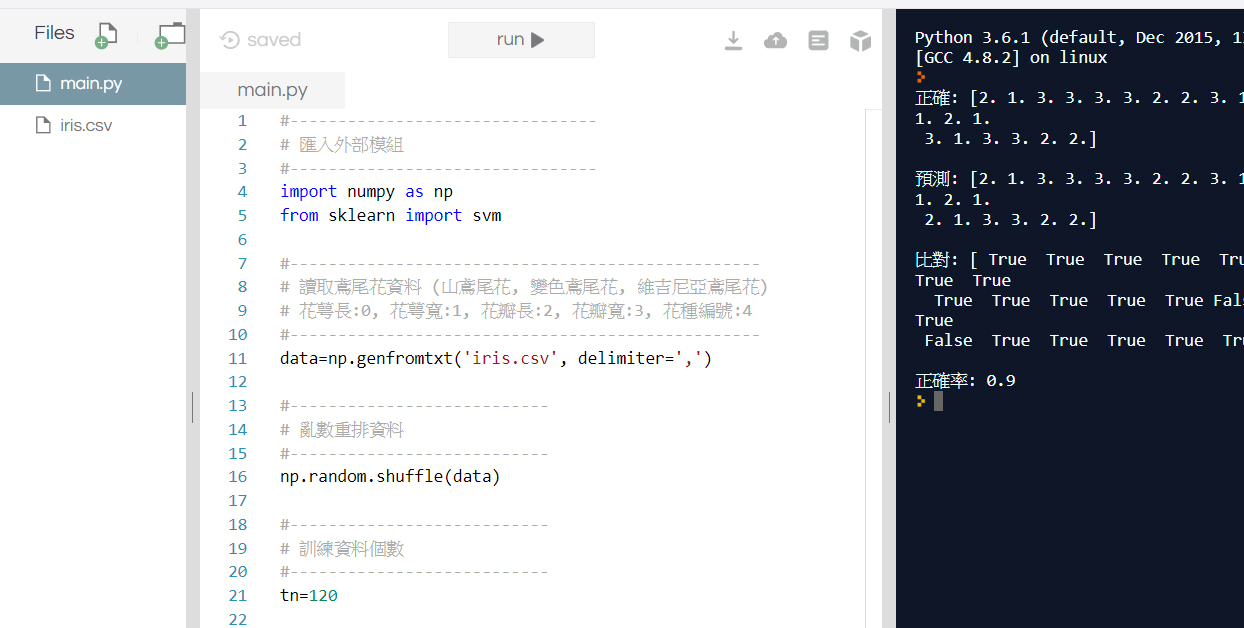 Files
main.py
iris.csv
saved
run
main.py
1 #--------------------------------
2 # 匯入外部模組
3 #--------------------------------
4 import numpy as np
5 from sklearn import svm
6
7 #-------------------------------------------------
8 # 讀取鳶尾花資料 (山鳶尾花, 變色鳶尾花, 維吉尼亞鳶尾花)
9 # 花萼長:0, 花萼寬:1, 花瓣長:2, 花瓣寬:3, 花種編號:4
10 #-------------------------------------------------
11 data=np.genfromtxt('iris.csv', delimiter=',')
12
13 #---------------------------
14 # 亂數重排資料
15 #---------------------------
16 np.random.shuffle(data)
17
18 #---------------------------
19 # 訓練資料個數
20 #---------------------------
21 tn=120
22
Python 3.6.1 (default, Dec 2015, 1
[GCC 4.8.2] on linux
正確: [2. 1. 3. 3. 3. 3. 2. 2. 3. 1
1. 2. 1.
3. 1. 3. 3. 2. 2.]
預測: [2. 1. 3. 3. 3. 3. 2. 2. 3. 1
1. 2. 1.
2. 1. 3. 3. 2. 2.]
比對: [ True True True True Tru
True True
True True True True True Fals
True
False True True True True Tru
正確率: 0.9